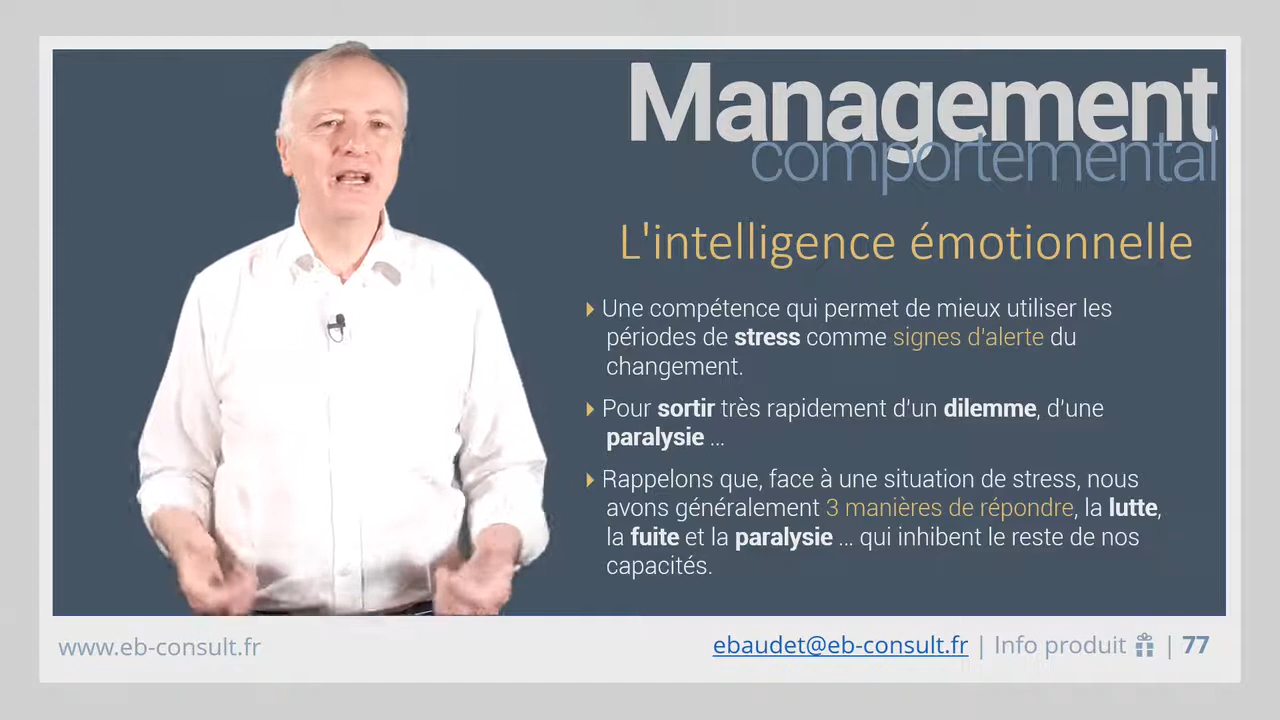 Management
comportemental
L'intelligence émotionnelle
Une compétence qui permet de mieux utiliser les
périodes de stress comme signes d'alerte du
changement.
Pour sortir très rapidement d'un dilemme, d'une
paralysie ...
Rappelons que, face à une situation de stress, nous
avons généralement 3 manières de répondre, la lutte,
la fuite et la paralysie ... qui inhibent le reste de nos
capacités.
www.eb-consult.fr
ebaudet@eb-consult.fr | Info produit | 77